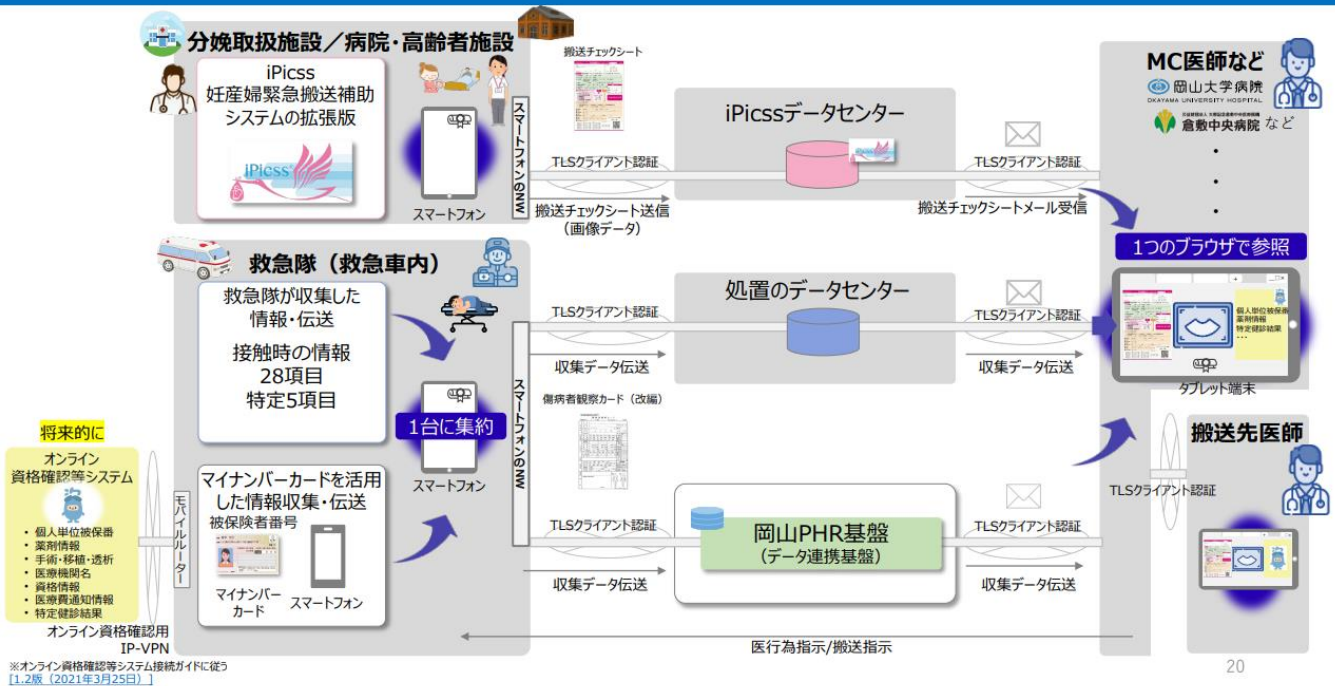 分娩取扱施設／病院・高齢者施設
iPicss
妊産婦緊急搬送補助
システムの拡張版
iPicss
スマートフォン
スマートフォンのNW
搬送チェックシート
TLSクライアント認証
搬送チェックシート送信
（画像データ）
iPicssデータセンター
TLSクライアント認証
搬送チェックシートメール受信
MC医師など
岡山大学病院
OKAYAMA UNIVERSITY HOSPITAL
倉敷中央病院 など
・
・
・
1つのブラウザで参照
個人単位被保番
薬剤情報
特定健診結果
…
タブレット端末
救急隊（救急車内）
救急隊が収集した
情報・伝送
接触時の情報
28項目
特定5項目
1台に集約
スマートフォン
スマートフォンのNW
TLSクライアント認証
収集データ伝送
処置のデータセンター
TLSクライアント認証
収集データ伝送
傷病者観察カード（改編）
将来的に
オンライン
資格確認等システム
• 個人単位被保番
• 薬剤情報
• 手術・移植・透析
• 医療機関名
• 資格情報
• 医療費通知情報
• 特定健診結果
オンライン資格確認用
IP-VPN
モバイルルーター
マイナンバーカードを活用
した情報収集・伝送
被保険者番号
マイナンバー
カード
スマートフォン
TLSクライアント認証
収集データ伝送
岡山PHR基盤
（データ連携基盤）
TLSクライアント認証
収集データ伝送
搬送先医師
TLSクライアント認証
医行為指示/搬送指示
※オンライン資格確認等システム接続ガイドに従う
[1.2版（2021年3月25日）]
20